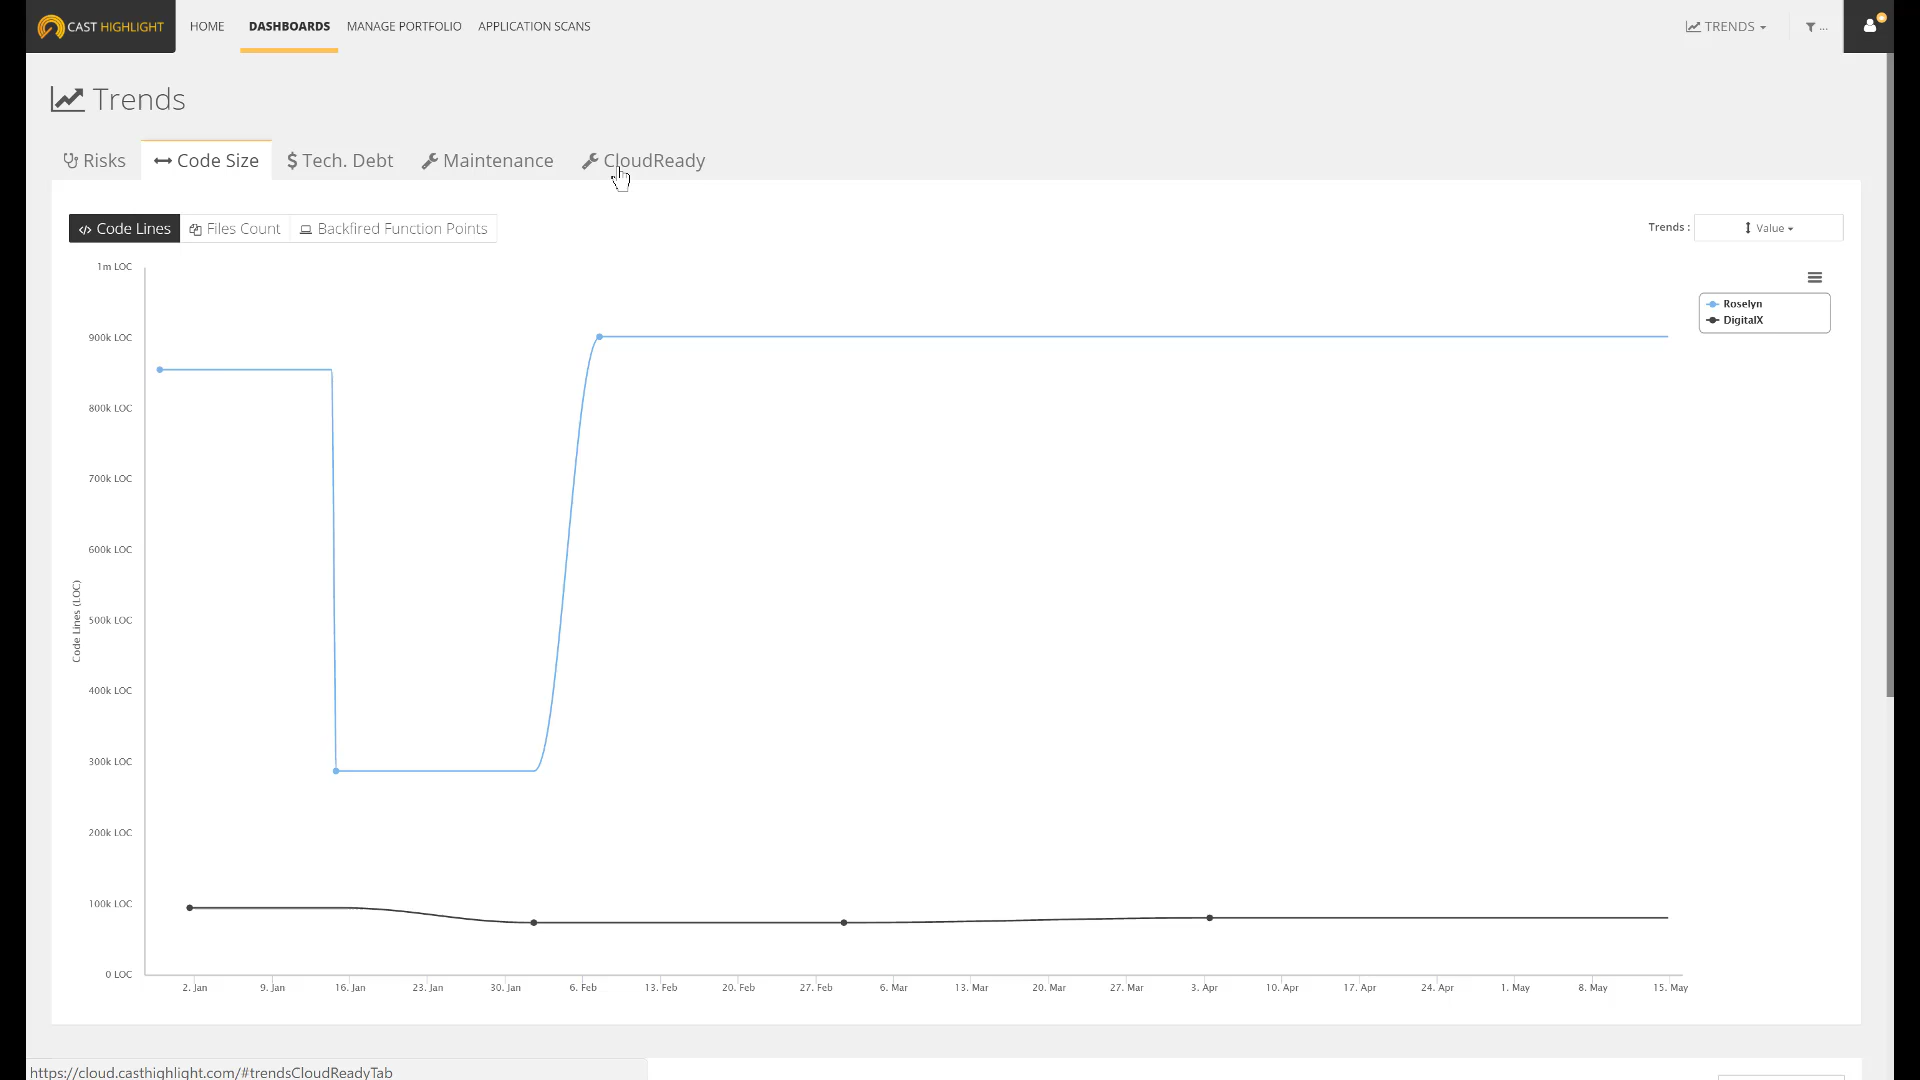 CAST HIGHLIGHT
HOME DASHBOARDS MANAGE PORTFOLIO APPLICATION SCANS TRENDS ...
Trends
Risks Code Size $ Tech. Debt Maintenance CloudReady
</> Code Lines Files Count Backfired Function Points Trends : Value
1m LOC
900k LOC
800k LOC
700k LOC
600k LOC
500k LOC
400k LOC
300k LOC
200k LOC
100k LOC
0 LOC
Code Lines (LOC)
Roselyn
DigitalX
2. Jan 9. Jan 16. Jan 23. Jan 30. Jan 6. Feb 13. Feb 20. Feb 27. Feb 6. Mar 13. Mar 20. Mar 27. Mar 3. Apr 10. Apr 17. Apr 24. Apr 1. May 8. May 15. May
https://cloud.casthighlight.com/#trendsCloudReadyTab